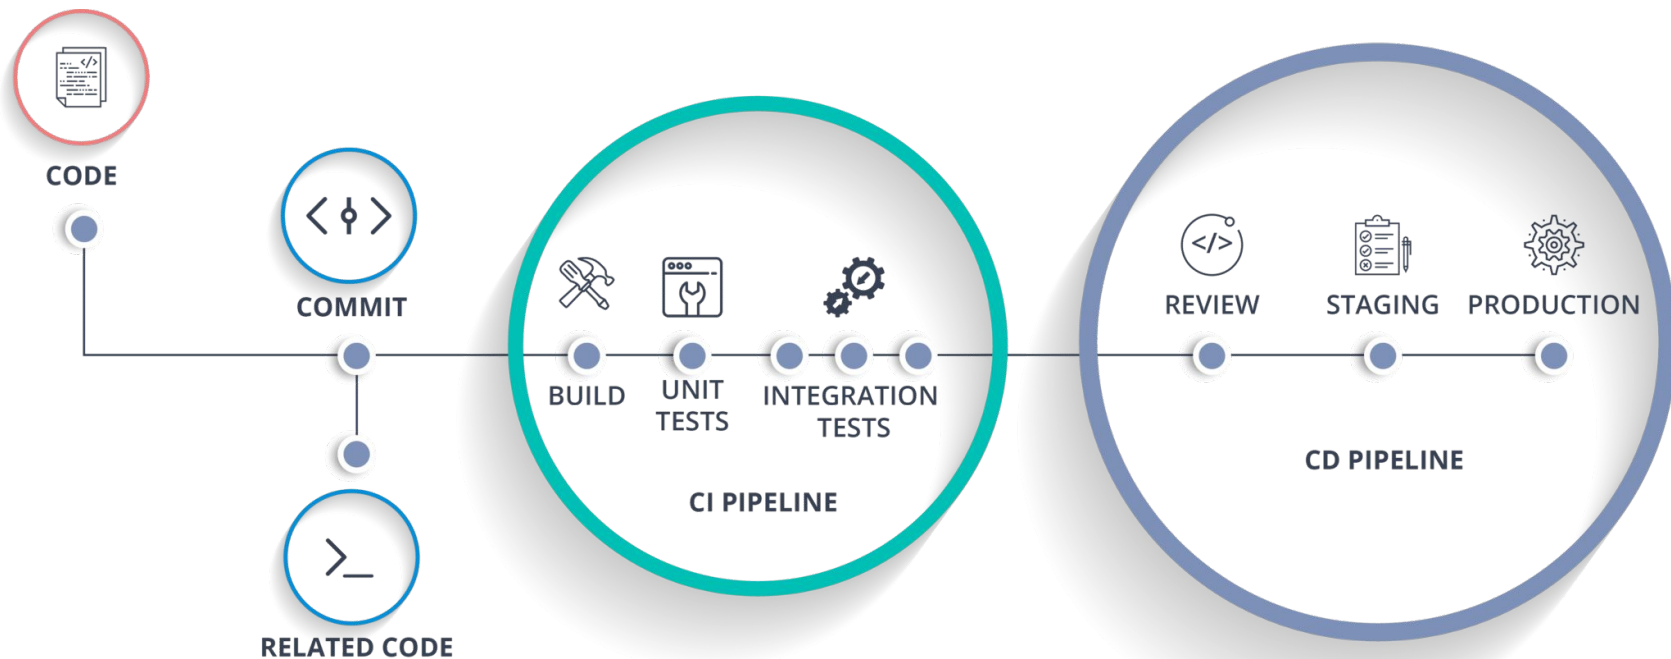 CODE
COMMIT
RELATED CODE
BUILD
UNIT
TESTS
INTEGRATION
TESTS
CI PIPELINE
REVIEW
STAGING
PRODUCTION
CD PIPELINE